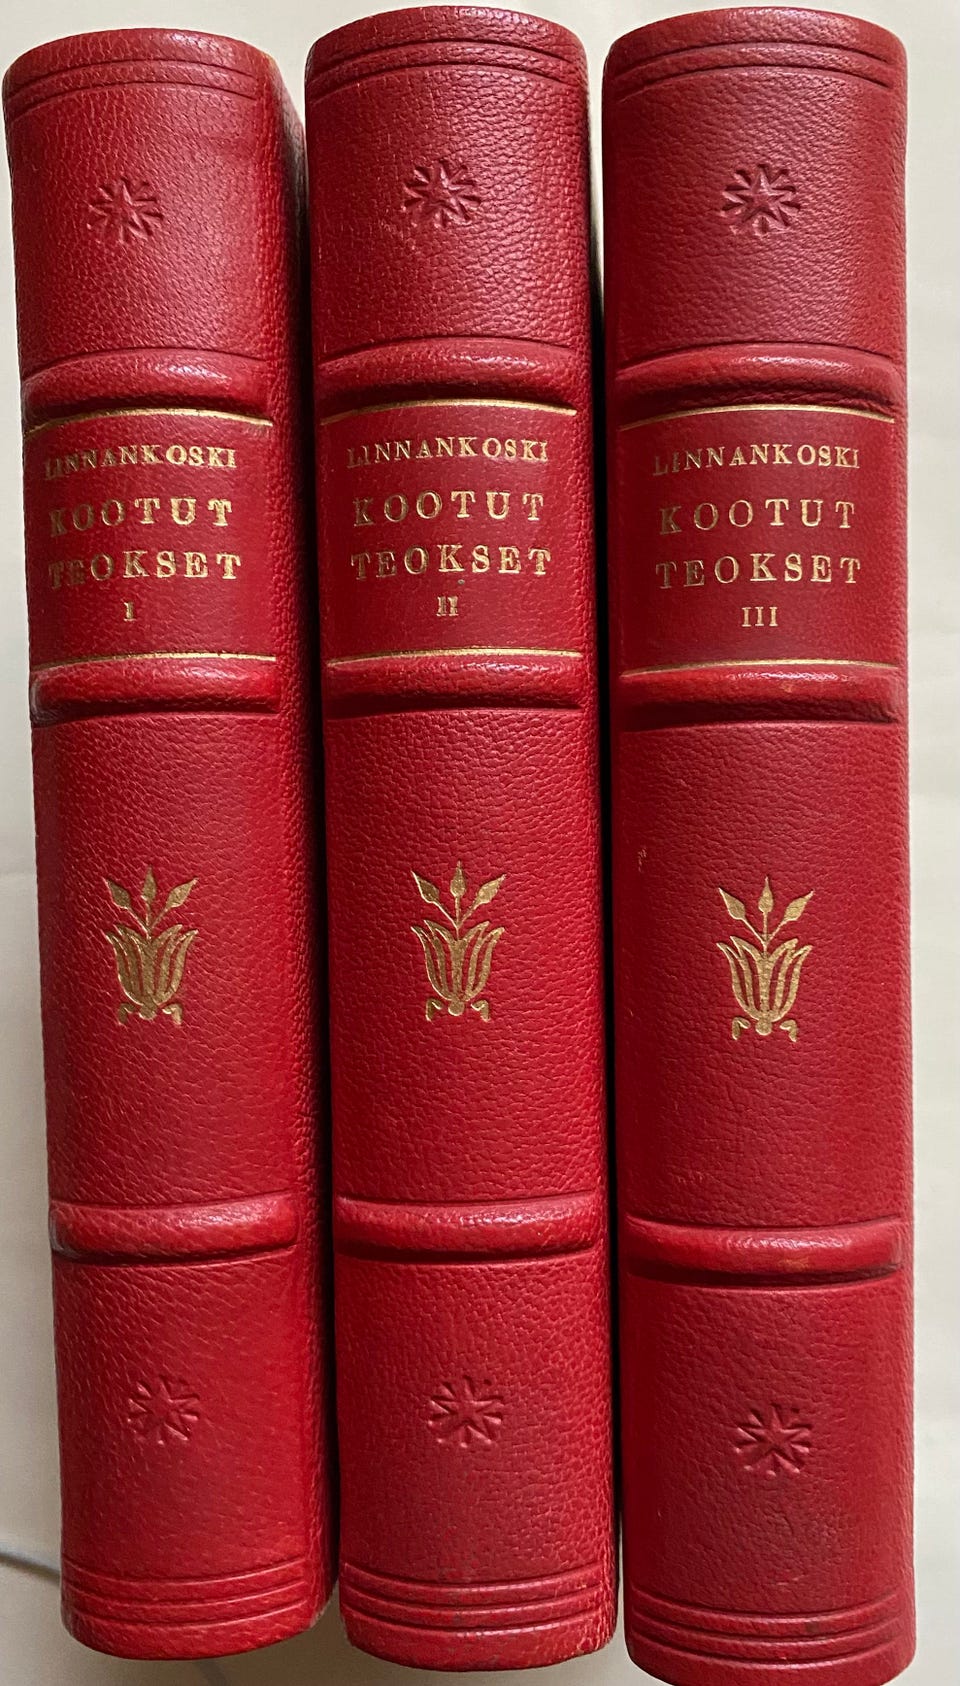 LINNANKOSKI
KOOTUT
TEOKSET
I
LINNANKOSKI
KOOTUT
TEOKSET
II
LINNANKOSKI
KOOTUT
TEOKSET
III